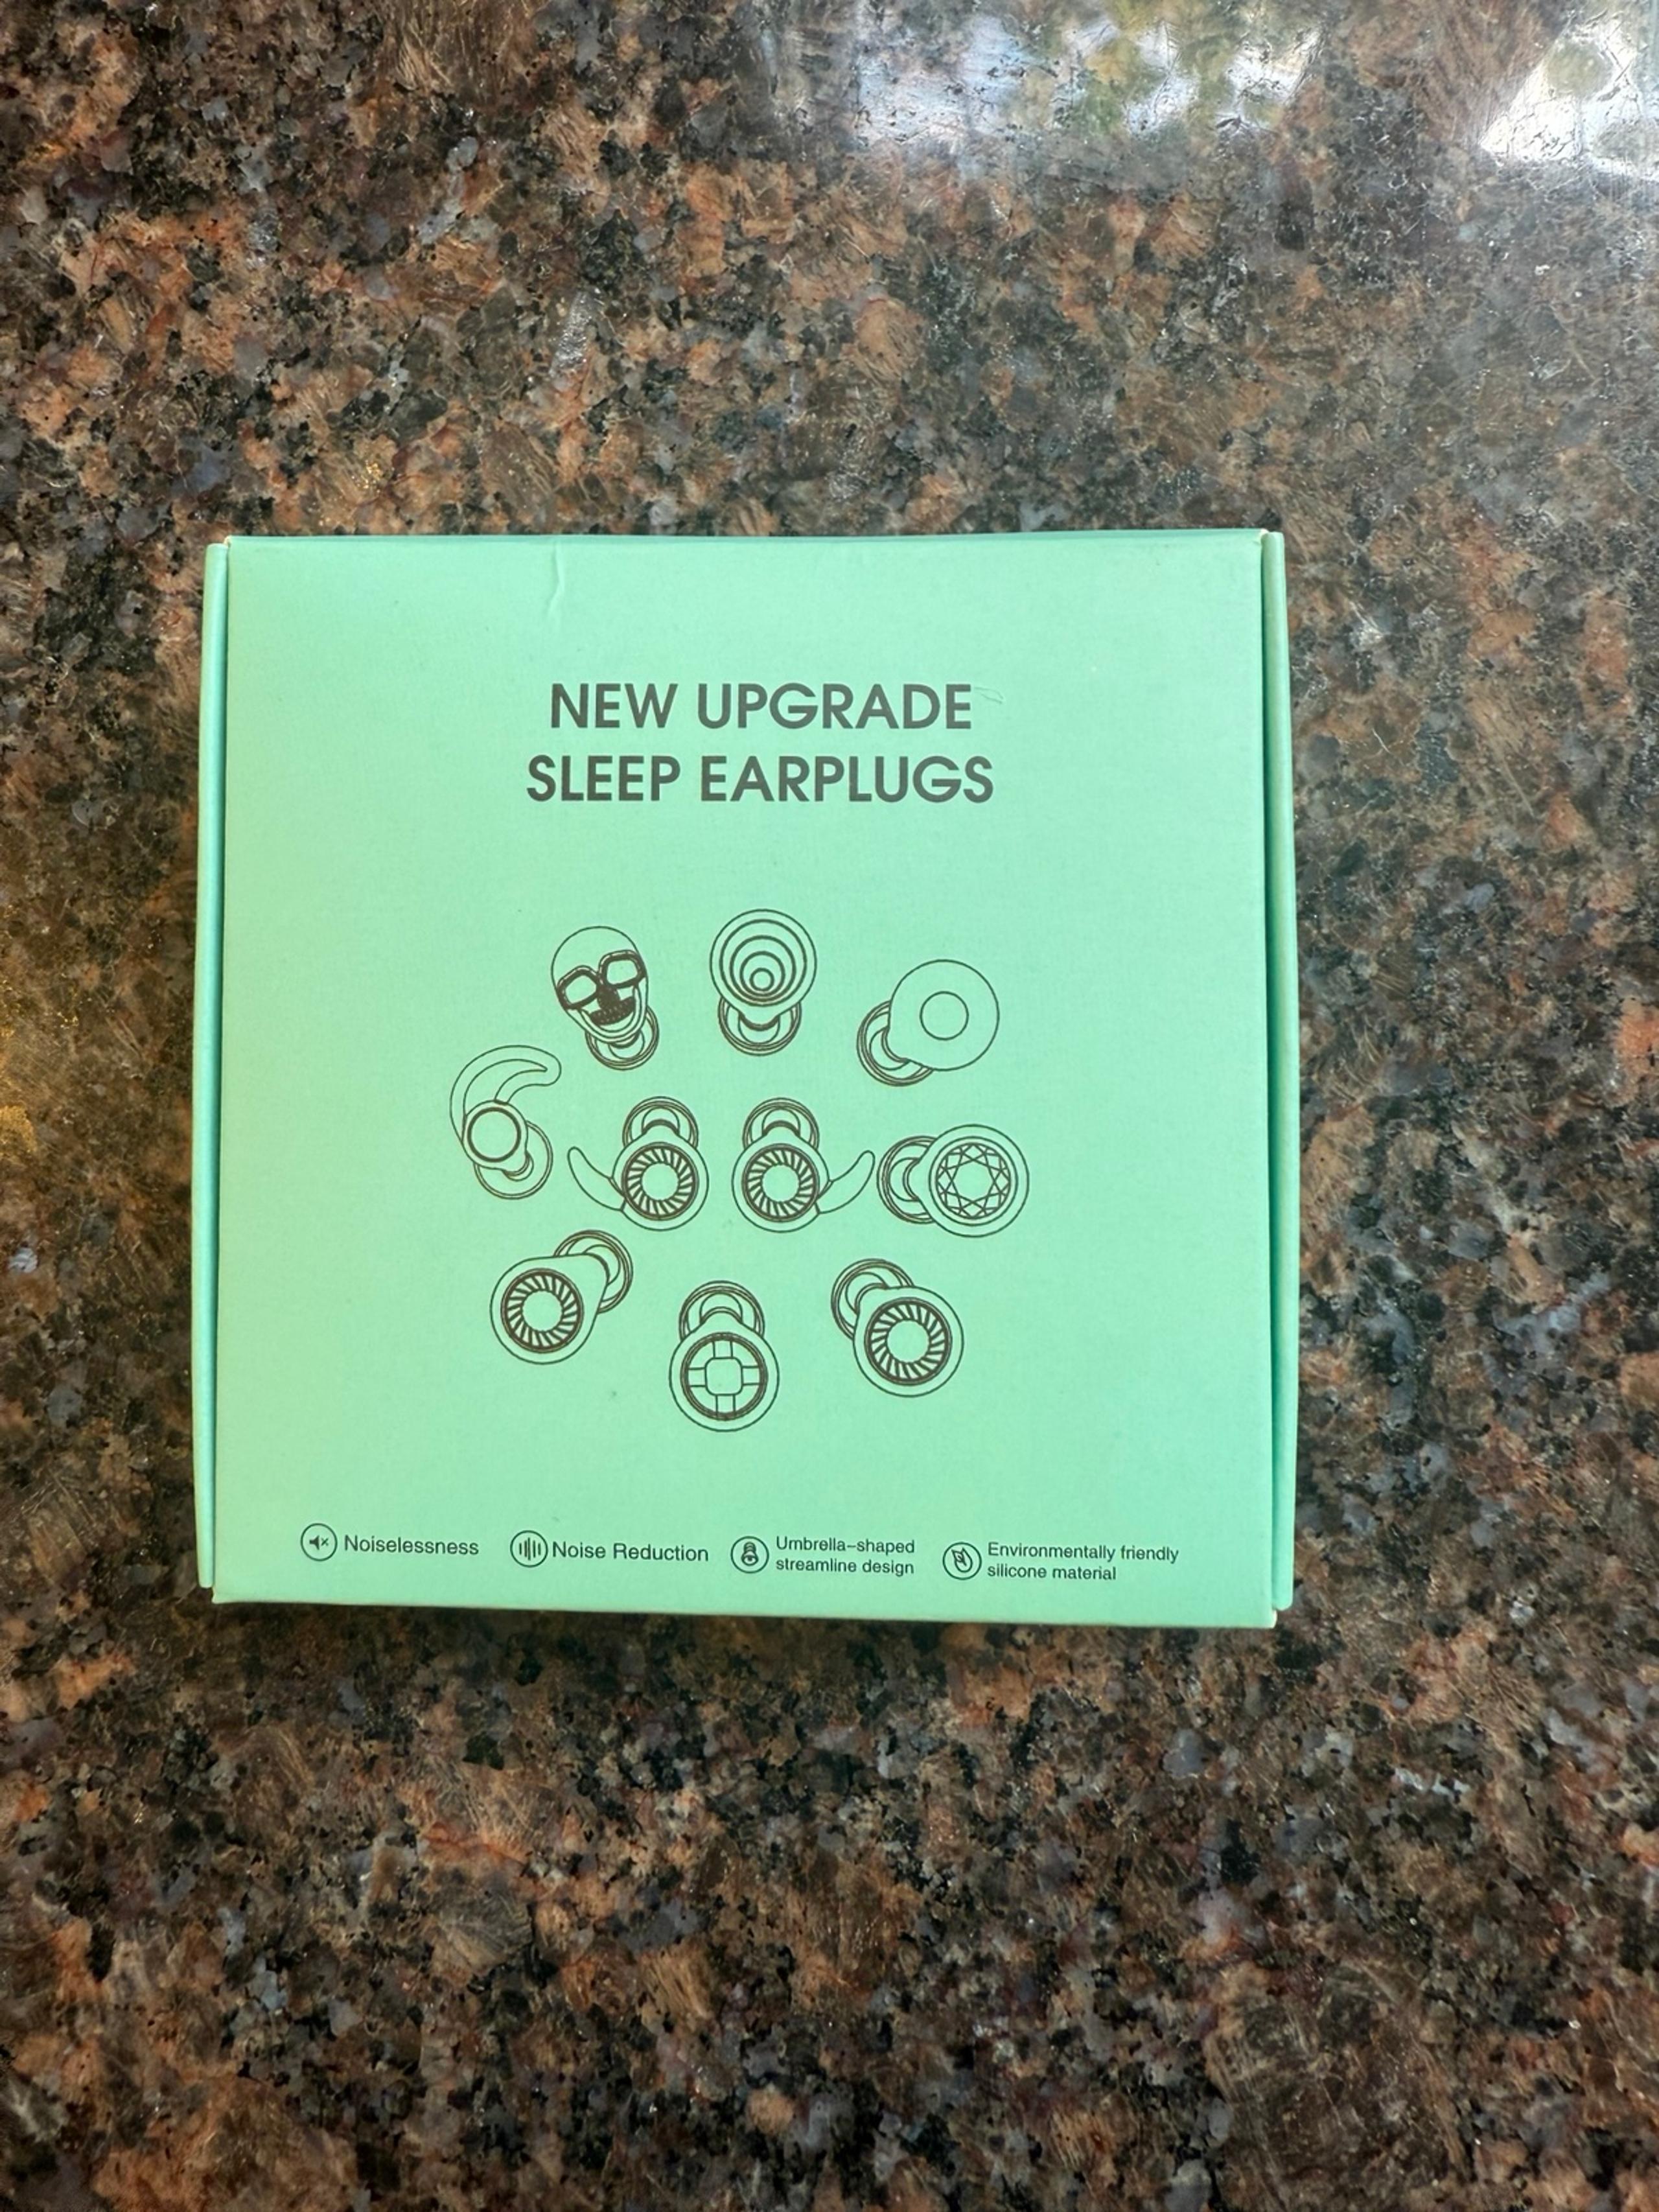 NEW UPGRADE
SLEEP EARPLUGS
Noiselessness
Noise Reduction
Umbrella-shaped
streamline design
Environmentally friendly
silicone material